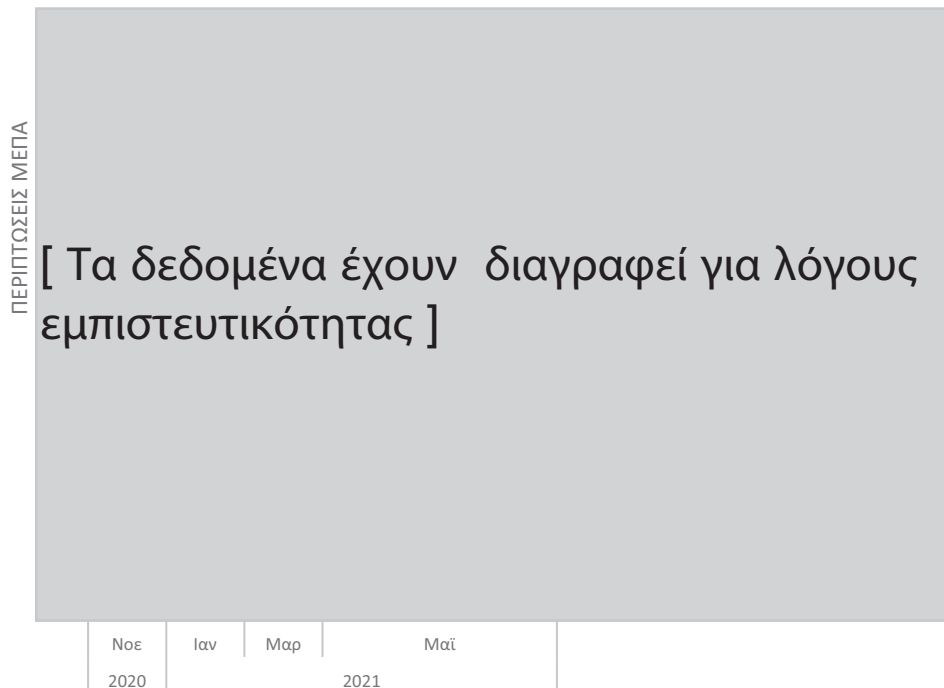 ΠΕΡΙΠΤΩΣΕΙΣ ΜΕΠΑ
[ Τα δεδομένα έχουν  διαγραφεί για λόγους
εμπιστευτικότητας ]
Νοε Ιαν Μαρ Μαϊ
2020 2021